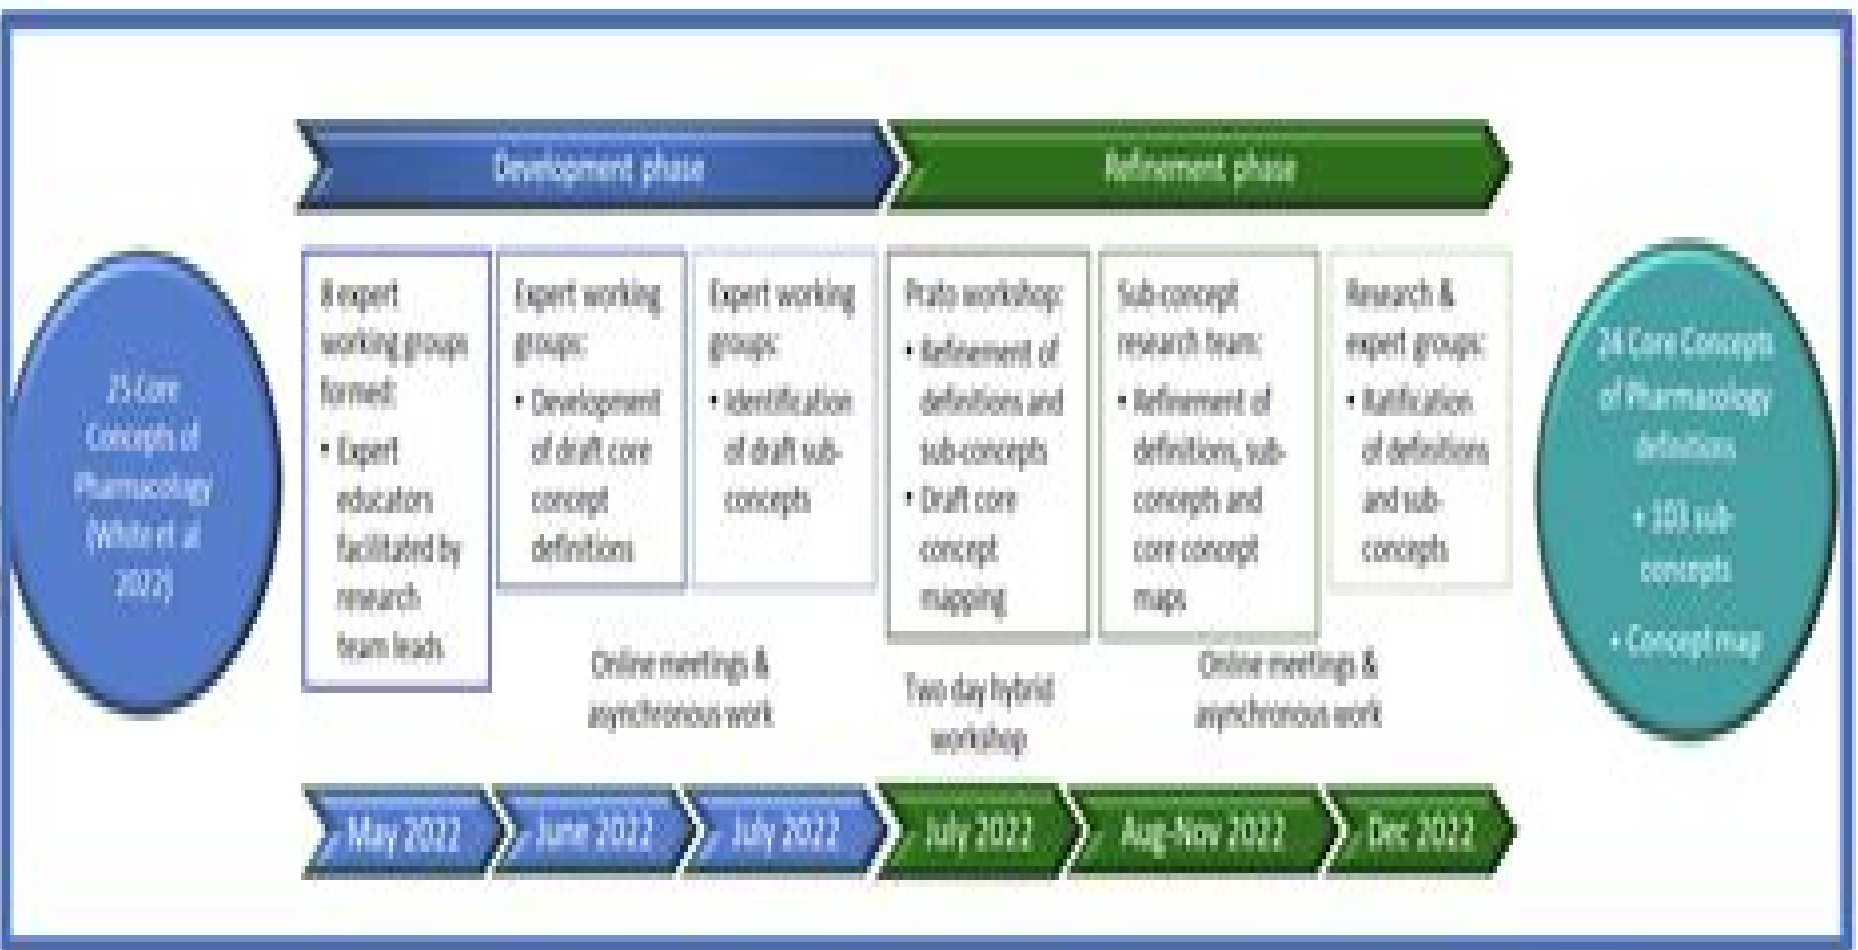 Development phase
Refinement phase
25 Core
Concepts of
Pharmacology
(White et al
2022)
8 expert
working groups
formed:
• Expert
educators
facilitated by
research
team leads
Expert working
groups:
• Development
of draft core
concept
definitions
Expert working
groups:
• Identification
of draft sub-
concepts
Online meetings &
asynchronous work
Prato workshop:
• Refinement of
definitions and
sub-concepts
• Draft core
concept
mapping
Two day hybrid
workshop
Sub-concept
research team:
• Refinement of
definitions, sub-
concepts and
core concept
maps
Research &
expert groups:
• Ratification
of definitions
and sub-
concepts
Online meetings &
asynchronous work
26 Core Concepts
of Pharmacology
definitions
• 103 sub-
concepts
• Concept map
May 2022
June 2022
July 2022
July 2022
Aug-Nov 2022
Dec 2022